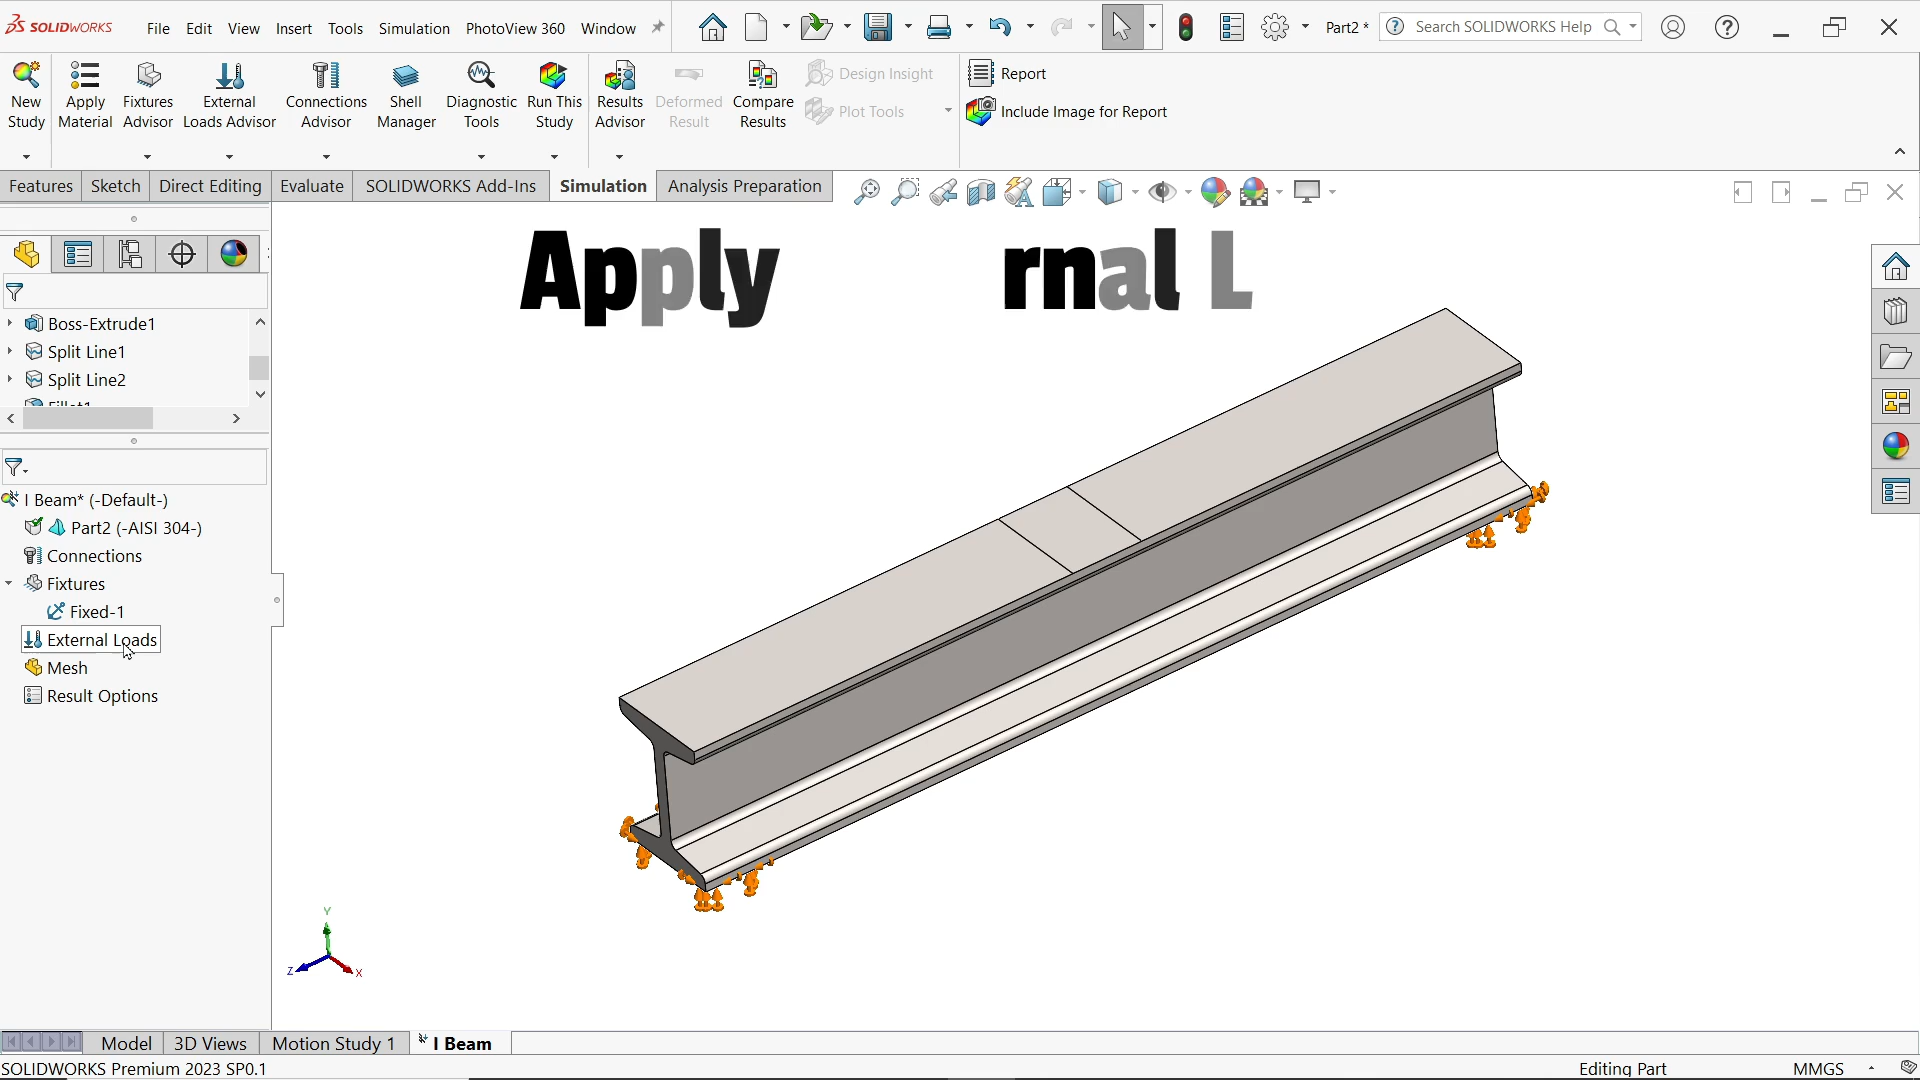 SOLIDWORKS File Edit View Insert Tools Simulation PhotoView 360 Window Part2 * Search SOLIDWORKS Help
New Study
Apply Material
Fixtures Advisor
External Loads Advisor
Connections Advisor
Shell Manager
Diagnostic Tools
Run This Study
Results Advisor
Deformed Result
Compare Results
Design Insight
Plot Tools
Report
Include Image for Report
Features Sketch Direct Editing Evaluate SOLIDWORKS Add-Ins Simulation Analysis Preparation
Apply rnal L
Boss-Extrude1
Split Line1
Split Line2
I Beam* (-Default-)
Part2 (-AISI 304-)
Connections
Fixtures
Fixed-1
External Loads
Mesh
Result Options
Y
Z
X
Model 3D Views Motion Study 1 I Beam
SOLIDWORKS Premium 2023 SP0.1 Editing Part MMGS